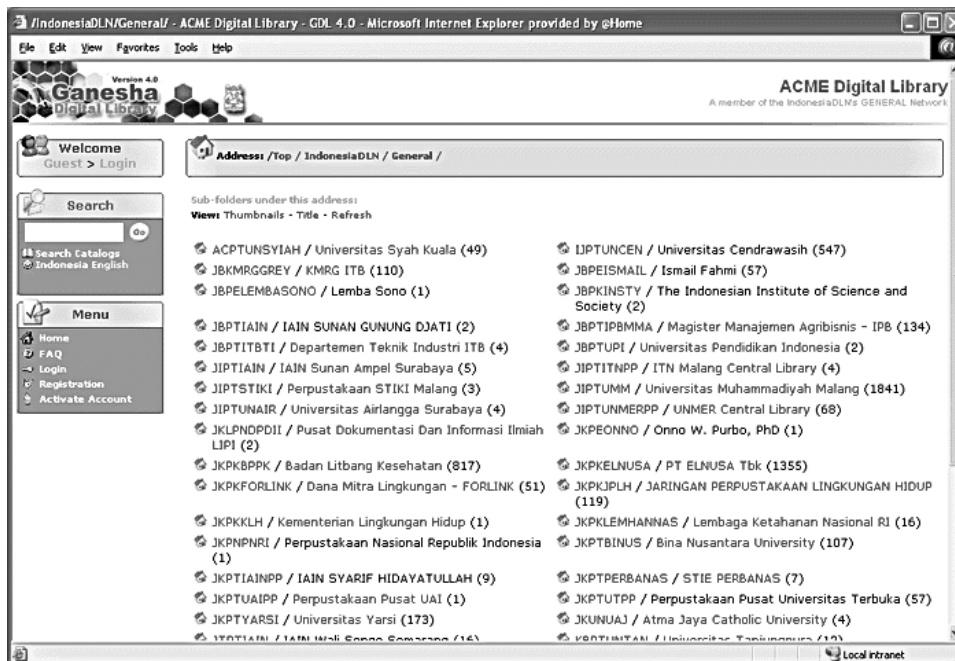 /IndonesiaDLN/General/ - ACME Digital Library - GDL 4.0 - Microsoft Internet Explorer provided by @Home
File Edit View Favorites Tools Help
Version 4.0
Ganesha
Digital Library
ACME Digital Library
A member of the IndonesiaDLN's GENERAL Network
Welcome
Guest > Login
Address: /Top / IndonesiaDLN / General /
Search
Go
Search Catalogs
Indonesia English
Menu
Home
FAQ
Login
Registration
Activate Account
Sub-folders under this address:
View: Thumbnails - Title - Refresh
ACPTUNSYIAH / Universitas Syah Kuala (49)
IJPTUNCEN / Universitas Cendrawasih (547)
JBKMRGGREY / KMRG ITB (110)
JBPEISMAIL / Ismail Fahmi (57)
JBPELEMBASONO / Lemba Sono (1)
JBPKINSTY / The Indonesian Institute of Science and
Society (2)
JBPTIAIN / IAIN SUNAN GUNUNG DJATI (2)
JBPTIPBMMA / Magister Manajemen Agribisnis - IPB (134)
JBPTITBTI / Departemen Teknik Industri ITB (4)
JBPTUPI / Universitas Pendidikan Indonesia (2)
JIPTIAIN / IAIN Sunan Ampel Surabaya (5)
JIPTITNPP / ITN Malang Central Library (4)
JIPTSTIKI / Perpustakaan STIKI Malang (3)
JIPTUMM / Universitas Muhammadiyah Malang (1841)
JIPTUNAIR / Universitas Airlangga Surabaya (4)
JIPTUNMERPP / UNMER Central Library (68)
JKLPNDPDII / Pusat Dokumentasi Dan Informasi Ilmiah
LIPI (2)
JKPEONNO / Onno W. Purbo, PhD (1)
JKPKBPPK / Badan Litbang Kesehatan (817)
JKPKELNUSA / PT ELNUSA Tbk (1355)
JKPKFORLINK / Dana Mitra Lingkungan - FORLINK (51)
JKPKJPLH / JARINGAN PERPUSTAKAAN LINGKUNGAN HIDUP
(119)
JKPKKLH / Kementerian Lingkungan Hidup (1)
JKPKLEMHANNAS / Lembaga Ketahanan Nasional RI (16)
JKPNPNRI / Perpustakaan Nasional Republik Indonesia
(1)
JKPTBINUS / Bina Nusantara University (107)
JKPTIAINPP / IAIN SYARIF HIDAYATULLAH (9)
JKPTPERBANAS / STIE PERBANAS (7)
JKPTUAIPP / Perpustakaan Pusat UAI (1)
JKPTUTPP / Perpustakaan Pusat Universitas Terbuka (57)
JKPTYARSI / Universitas Yarsi (173)
JKUNUAJ / Atma Jaya Catholic University (4)
JTPTIAIN / IAIN Wali Songo Semarang (16)
KBPTUNTAN / Universitas Tanjungpura (12)
Local intranet